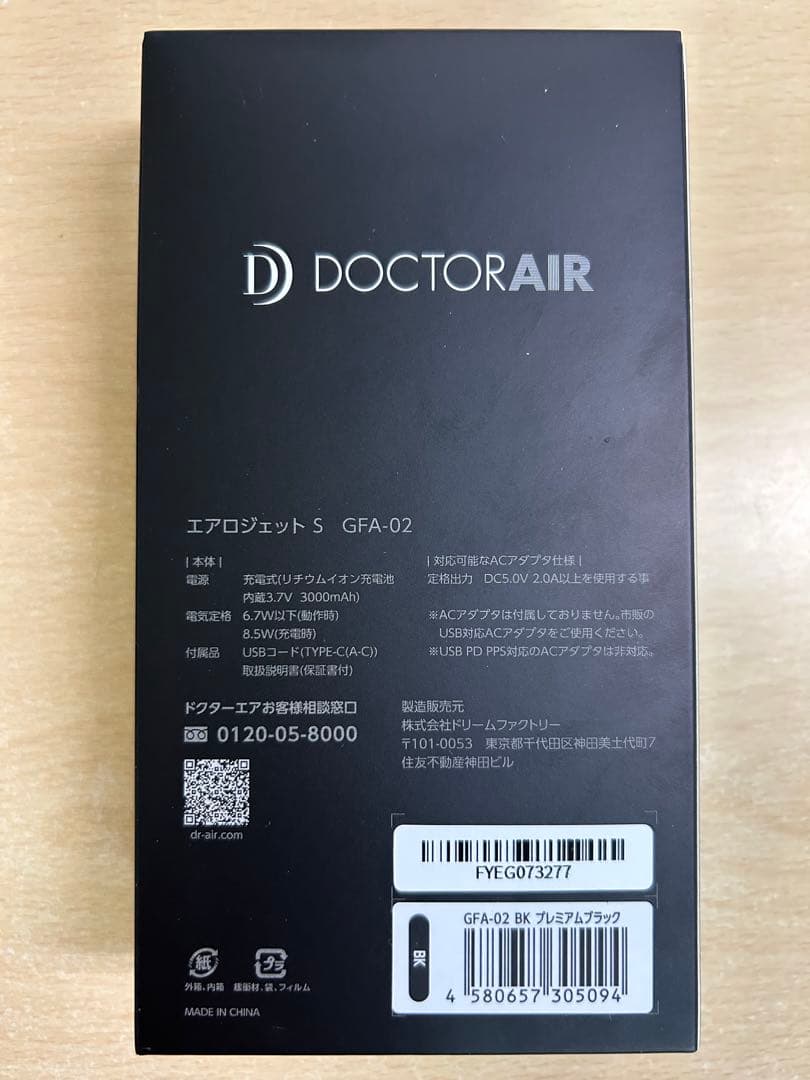 DOCTORAIR
エアロジェット S GFA-02
| 本体 |
電源 充電式(リチウムイオン充電池
内蔵3.7V 3000mAh)
電気定格 6.7W以下(動作時)
8.5W(充電時)
付属品 USBコード(TYPE-C(A-C))
取扱説明書(保証書付)
| 対応可能なACアダプタ仕様 |
定格出力 DC5.0V 2.0A以上を使用する事
※ACアダプタは付属しておりません。市販の
USB対応ACアダプタをご使用ください。
※USB PD PPS対応のACアダプタは非対応。
ドクターエアお客様相談窓口
0120-05-8000
dr-air.com
製造販売元
株式会社ドリームファクトリー
〒101-0053 東京都千代田区神田美土代町7
住友不動産神田ビル
FYEG073277
GFA-02 BK プレミアムブラック
BK
4 580657 305094
紙
外箱、内箱
プラ
緩衝材、袋、フィルム
MADE IN CHINA